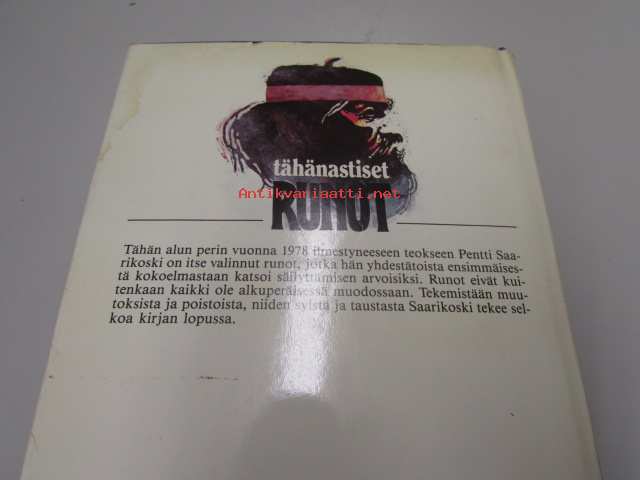 tähänastiset
Antikvariaatti.net
RUNOT
Tähän alun perin vuonna 1978 ilmestyneeseen teokseen Pentti Saa-
rikoski on itse valinnut runot, jotka hän yhdestätoista ensimmäises-
tä kokoelmastaan katsoi säilyttämisen arvoisiksi. Runot eivät kui-
tenkaan kaikki ole alkuperäisessä muodossaan. Tekemistään muu-
toksista ja poistoista, niiden syistä ja taustasta Saarikoski tekee sel-
koa kirjan lopussa.